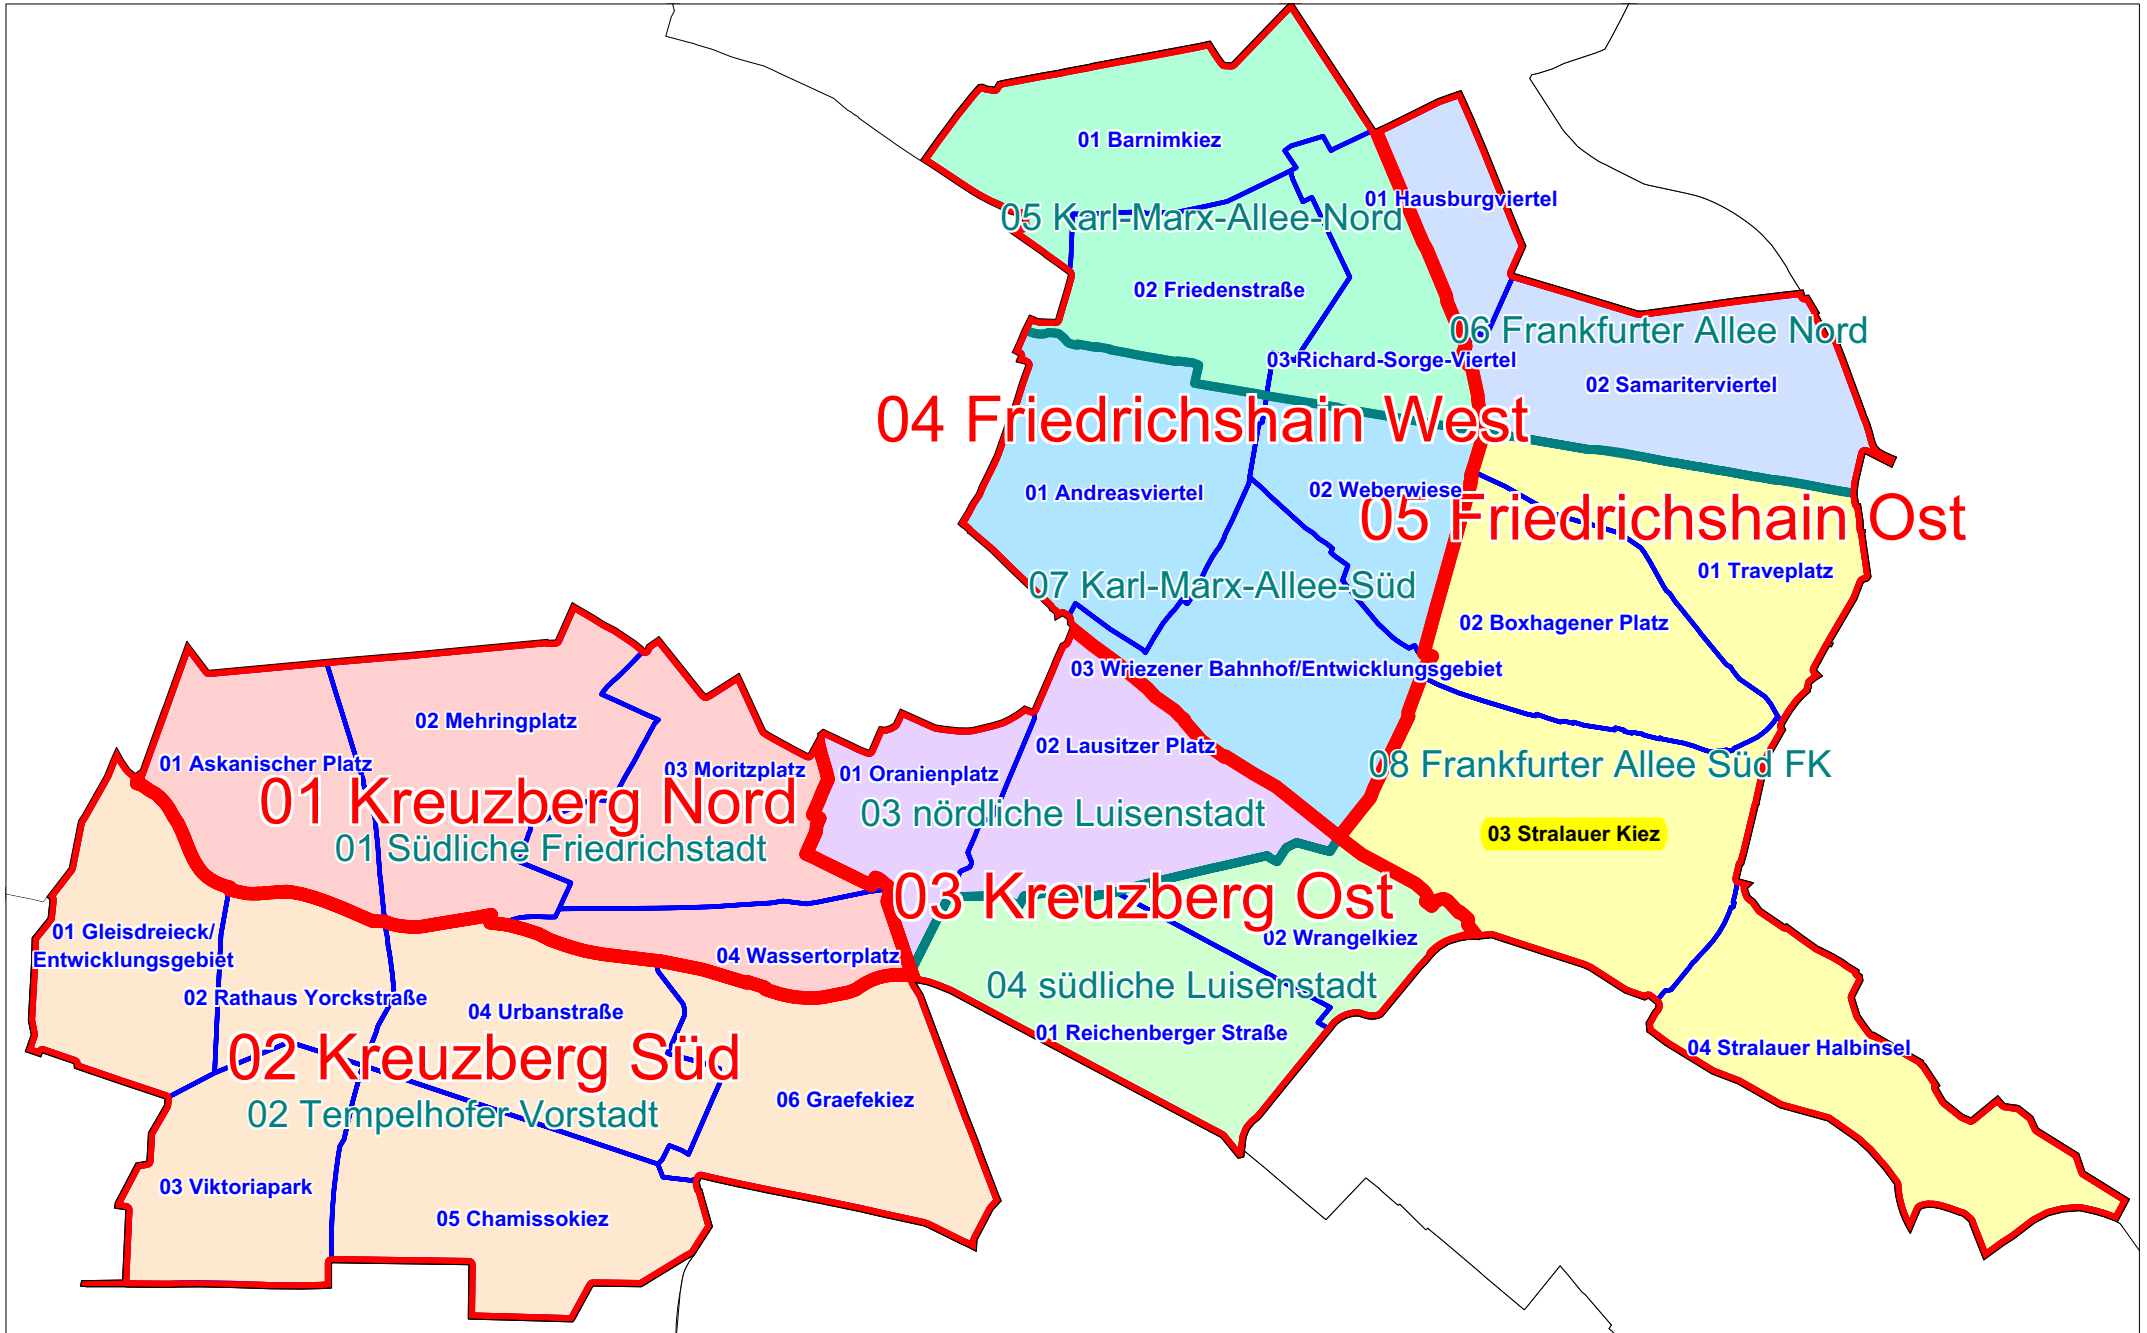 01 Barnimkiez
01 Hausburgviertel
05 Karl-Marx-Allee-Nord
02 Friedenstraße
06 Frankfurter Allee Nord
03 Richard-Sorge-Viertel
02 Samariterviertel
04 Friedrichshain West
01 Andreasviertel
02 Weberwiese
05 Friedrichshain Ost
01 Traveplatz
07 Karl-Marx-Allee-Süd
02 Boxhagener Platz
03 Wriezener Bahnhof/Entwicklungsgebiet
02 Mehringplatz
02 Lausitzer Platz
01 Askanischer Platz
03 Moritzplatz
01 Oranienplatz
08 Frankfurter Allee Süd FK
01 Kreuzberg Nord
03 nördliche Luisenstadt
03 Stralauer Kiez
01 Südliche Friedrichstadt
03 Kreuzberg Ost
01 Gleisdreieck/
Entwicklungsgebiet
02 Wrangelkiez
04 Wassertorplatz
04 südliche Luisenstadt
02 Rathaus Yorckstraße
04 Urbanstraße
01 Reichenberger Straße
04 Stralauer Halbinsel
02 Kreuzberg Süd
06 Graefekiez
02 Tempelhofer Vorstadt
03 Viktoriapark
05 Chamissokiez